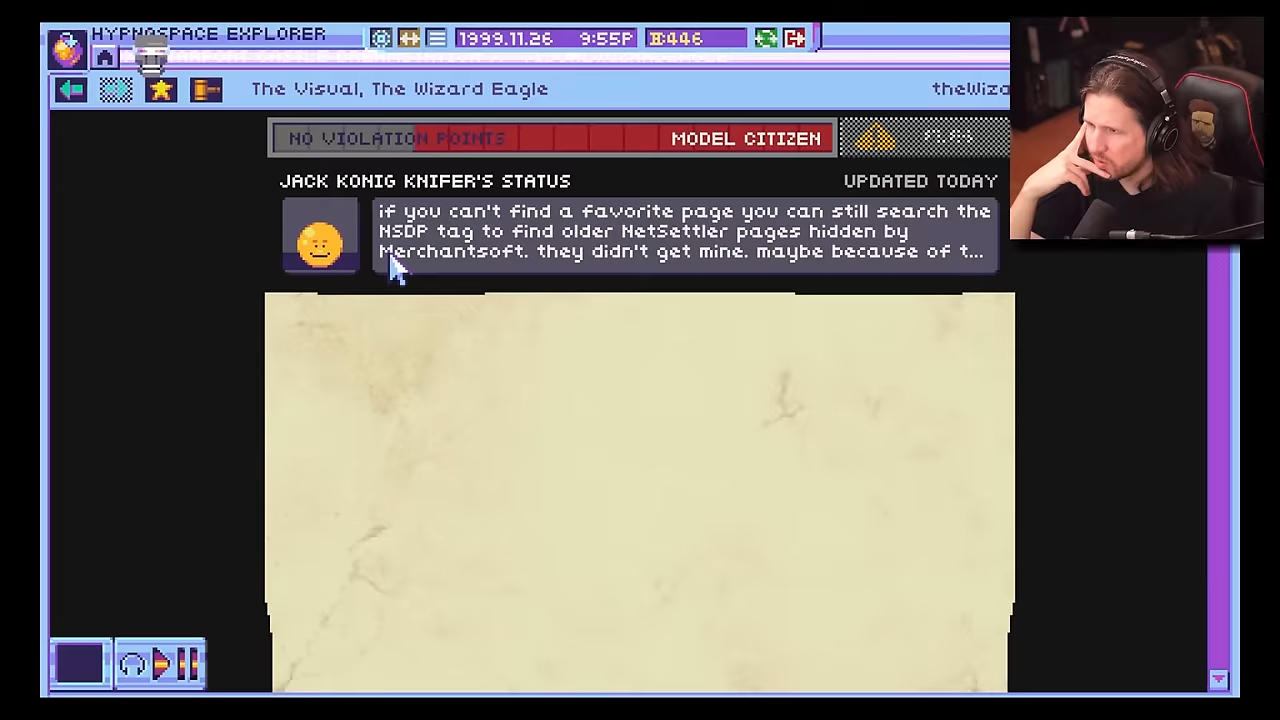 HYPNOSPACE EXPLORER
1999.11.26 9:55P
446
The Visual, The Wizard Eagle
theWiza
NO VIOLATION POINTS
MODEL CITIZEN
JACK KONIG KNIFER'S STATUS
UPDATED TODAY
if you can't find a favorite page you can still search the
NSDP tag to find older NetSettler pages hidden by
Merchantsoft. they didn't get mine. maybe because of t...